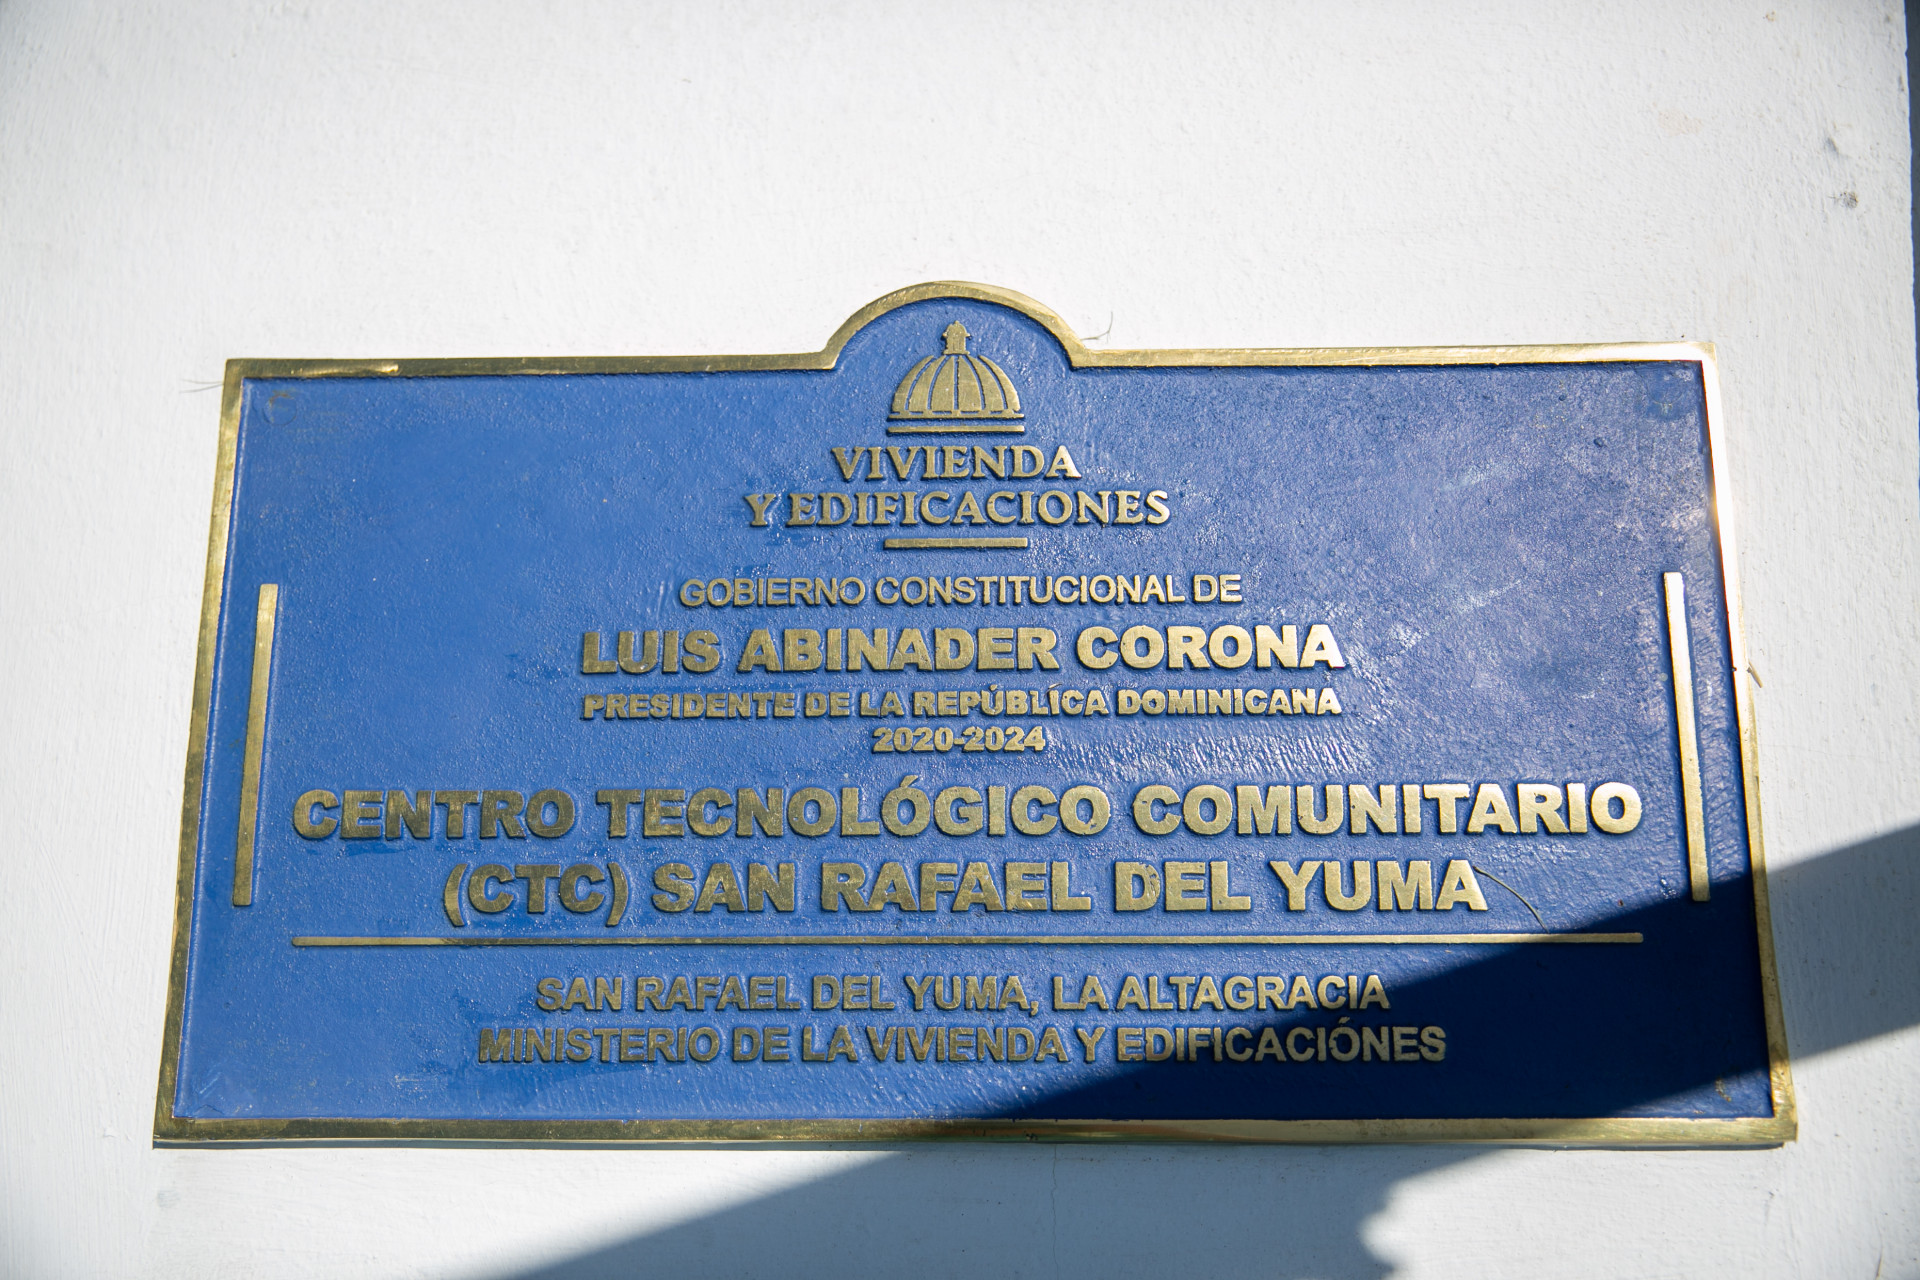 VIVIENDA
Y EDIFICACIONES
GOBIERNO CONSTITUCIONAL DE
LUIS ABINADER CORONA
PRESIDENTE DE LA REPÚBLÍCA DOMINICANA
2020-2024
CENTRO TECNOLÓGICO COMUNITARIO
(CTC) SAN RAFAEL DEL YUMA
SAN RAFAEL DEL YUMA, LA ALTAGRACIA
MINISTERIO DE LA VIVIENDA Y EDIFICACIÓNES